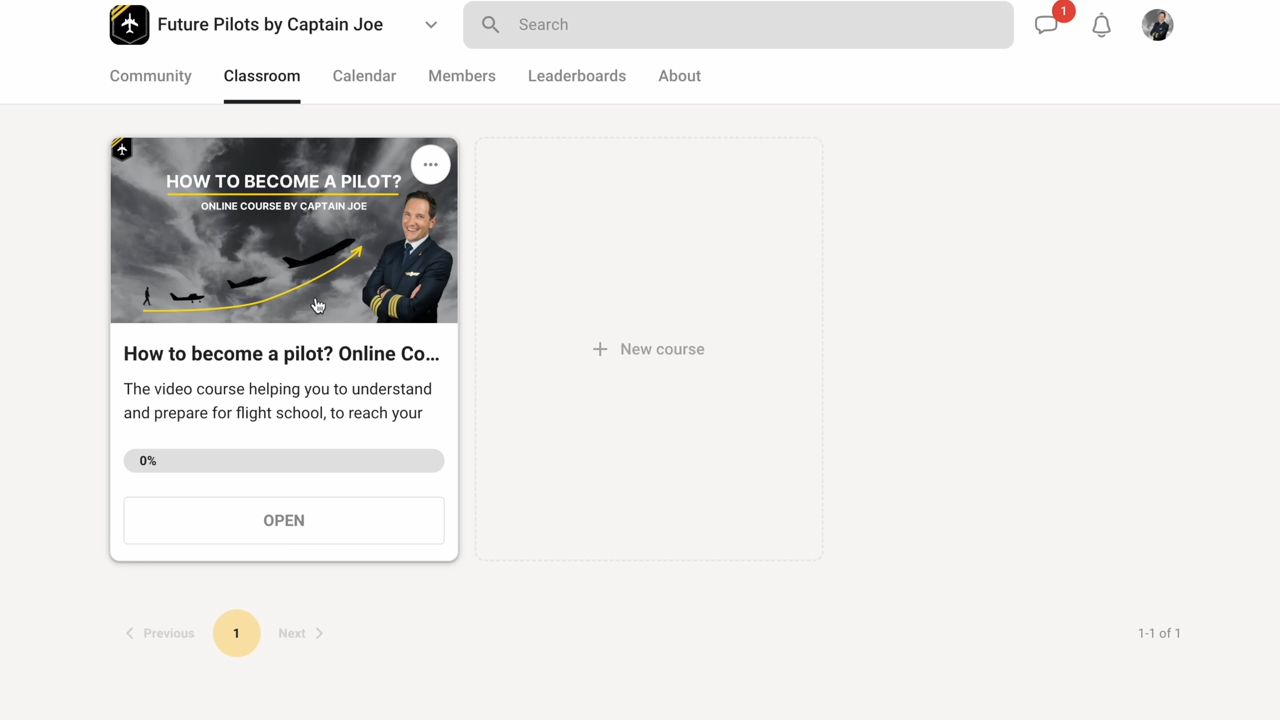 Future Pilots by Captain Joe
Search
1
Community
Classroom
Calendar
Members
Leaderboards
About
HOW TO BECOME A PILOT?
ONLINE COURSE BY CAPTAIN JOE
How to become a pilot? Online Co...
The video course helping you to understand
and prepare for flight school, to reach your
0%
OPEN
+ New course
Previous
1
Next
1-1 of 1